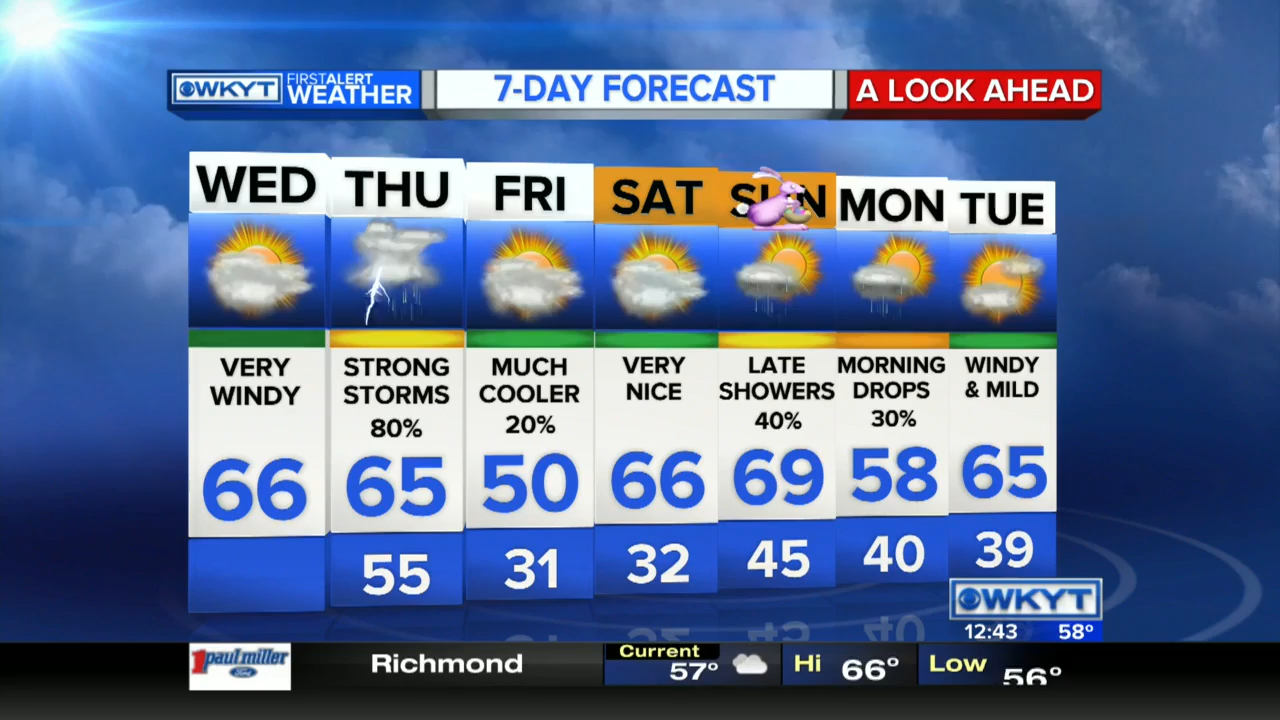 WKYT FIRST ALERT WEATHER
7-DAY FORECAST
A LOOK AHEAD
WED THU FRI SAT SUN MON TUE
VERY WINDY
STRONG STORMS
80%
MUCH COOLER
20%
VERY NICE
LATE SHOWERS
40%
MORNING DROPS
30%
WINDY & MILD
66 65 50 66 69 58 65
55 31 32 45 40 39
WKYT
12:43 58°
1 paul miller
Ford
Richmond
Current
57°
Hi 66°
Low 56°